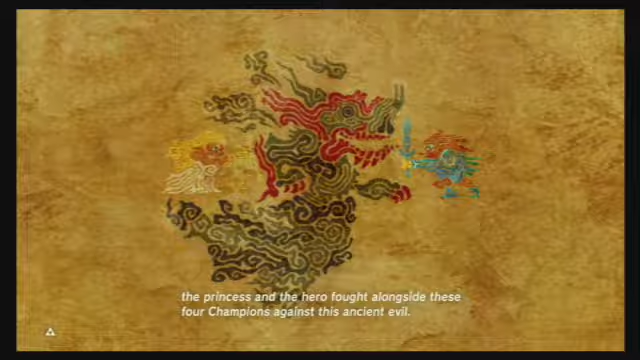 the princess and the hero fought alongside these
four Champions against this ancient evil.